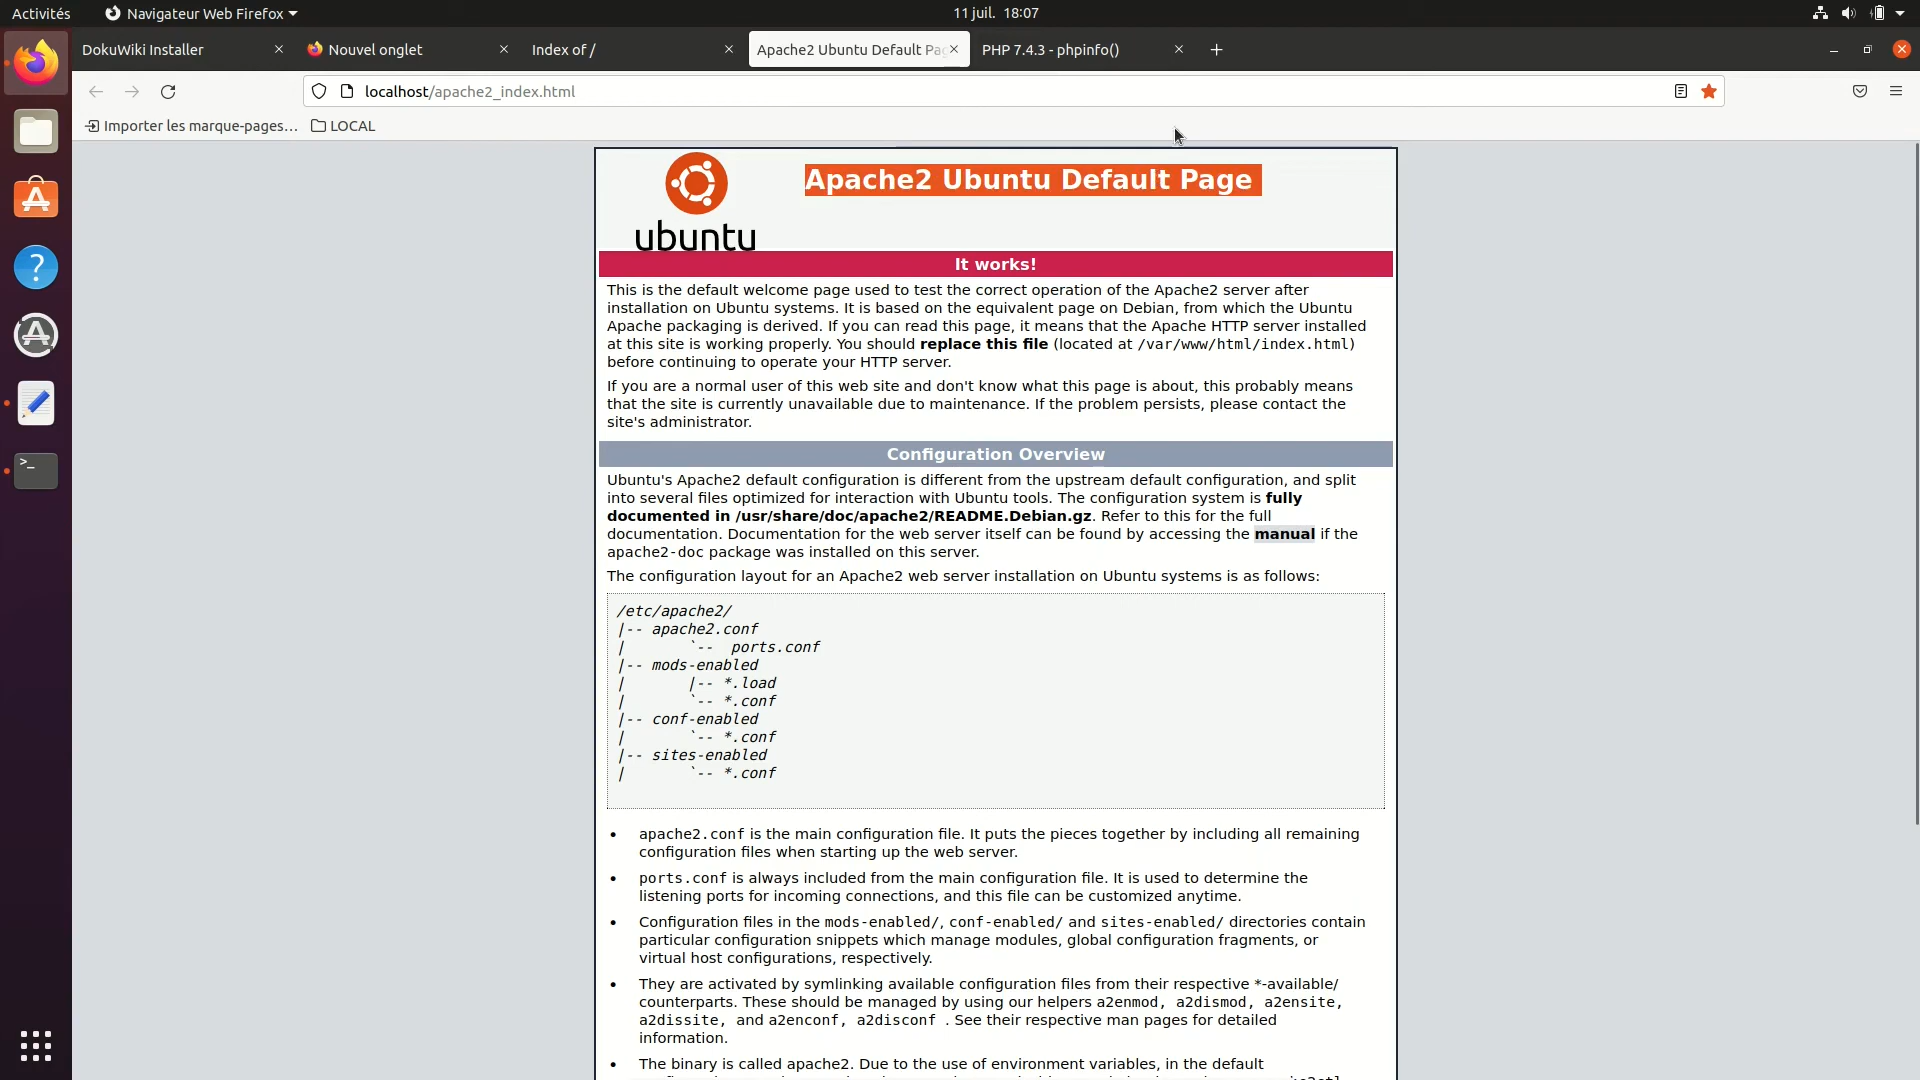 Activités
Navigateur Web Firefox
11 juil. 18:07
DokuWiki Installer
Nouvel onglet
Index of /
Apache2 Ubuntu Default Pag
PHP 7.4.3 - phpinfo()
localhost/apache2_index.html
Importer les marque-pages…
LOCAL
Apache2 Ubuntu Default Page
ubuntu
It works!
This is the default welcome page used to test the correct operation of the Apache2 server after
installation on Ubuntu systems. It is based on the equivalent page on Debian, from which the Ubuntu
Apache packaging is derived. If you can read this page, it means that the Apache HTTP server installed
at this site is working properly. You should replace this file (located at /var/www/html/index.html)
before continuing to operate your HTTP server.
If you are a normal user of this web site and don't know what this page is about, this probably means
that the site is currently unavailable due to maintenance. If the problem persists, please contact the
site's administrator.
Configuration Overview
Ubuntu's Apache2 default configuration is different from the upstream default configuration, and split
into several files optimized for interaction with Ubuntu tools. The configuration system is fully
documented in /usr/share/doc/apache2/README.Debian.gz. Refer to this for the full
documentation. Documentation for the web server itself can be found by accessing the manual if the
apache2-doc package was installed on this server.
The configuration layout for an Apache2 web server installation on Ubuntu systems is as follows:
/etc/apache2/
|-- apache2.conf
|       `--  ports.conf
|-- mods-enabled
|       |-- *.load
|       `-- *.conf
|-- conf-enabled
|       `-- *.conf
|-- sites-enabled
|       `-- *.conf
• apache2.conf is the main configuration file. It puts the pieces together by including all remaining
configuration files when starting up the web server.
• ports.conf is always included from the main configuration file. It is used to determine the
listening ports for incoming connections, and this file can be customized anytime.
• Configuration files in the mods-enabled/, conf-enabled/ and sites-enabled/ directories contain
particular configuration snippets which manage modules, global configuration fragments, or
virtual host configurations, respectively.
• They are activated by symlinking available configuration files from their respective *-available/
counterparts. These should be managed by using our helpers a2enmod, a2dismod, a2ensite,
a2dissite, and a2enconf, a2disconf . See their respective man pages for detailed
information.
• The binary is called apache2. Due to the use of environment variables, in the default